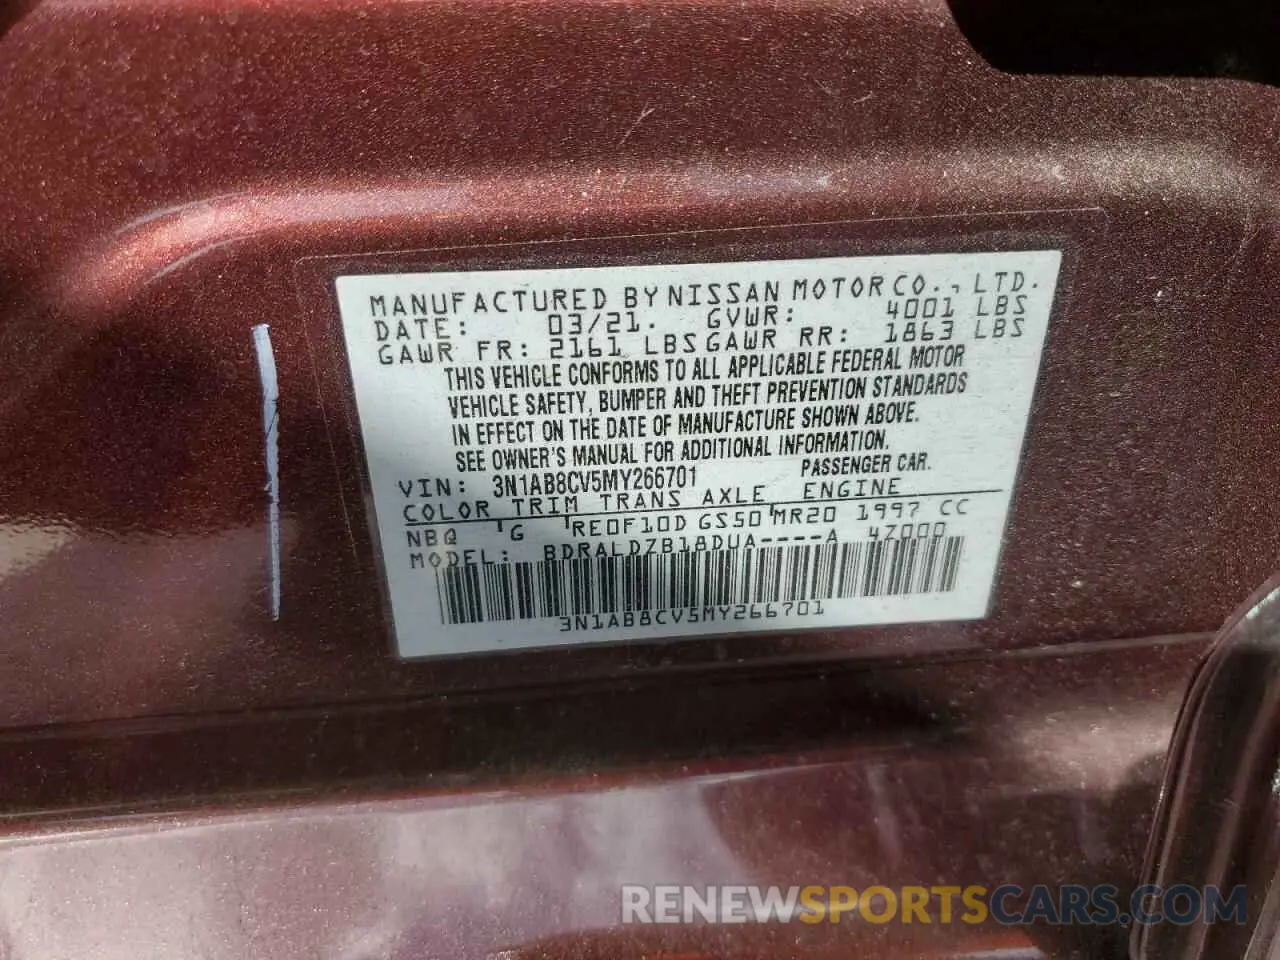 MANUFACTURED BY NISSAN MOTOR CO., LTD.
DATE: 03/21. GVWR: 4001 LBS
GAWR FR: 2161 LBS GAWR RR: 1863 LBS
THIS VEHICLE CONFORMS TO ALL APPLICABLE FEDERAL MOTOR
VEHICLE SAFETY, BUMPER AND THEFT PREVENTION STANDARDS
IN EFFECT ON THE DATE OF MANUFACTURE SHOWN ABOVE.
SEE OWNER'S MANUAL FOR ADDITIONAL INFORMATION.
VIN: 3N1AB8CV5MY266701 PASSENGER CAR.
COLOR TRIM TRANS AXLE ENGINE
NBQ G RE0F10D GS50 MR20 1997 CC
MODEL: BDRALDZB18DUA----A 4Z000
3N1AB8CV5MY266701
RENEWSPORTSCARS.COM